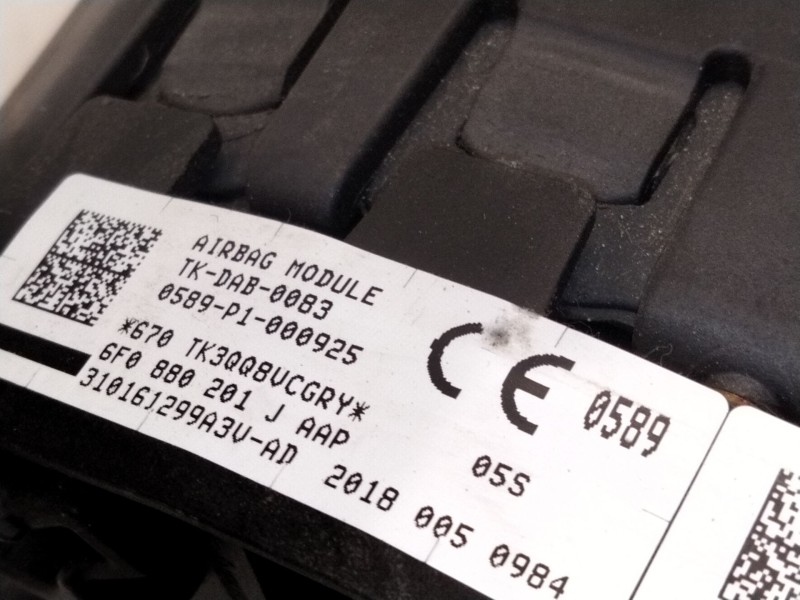 AIRBAG MODULE
TK-DAB-0083
0589-P1-000925
*670 TK3QQ8VCGRY*
6F0 880 201 J AAP
310161299A3V-AD
CE 0589
05S
2018 005 0984